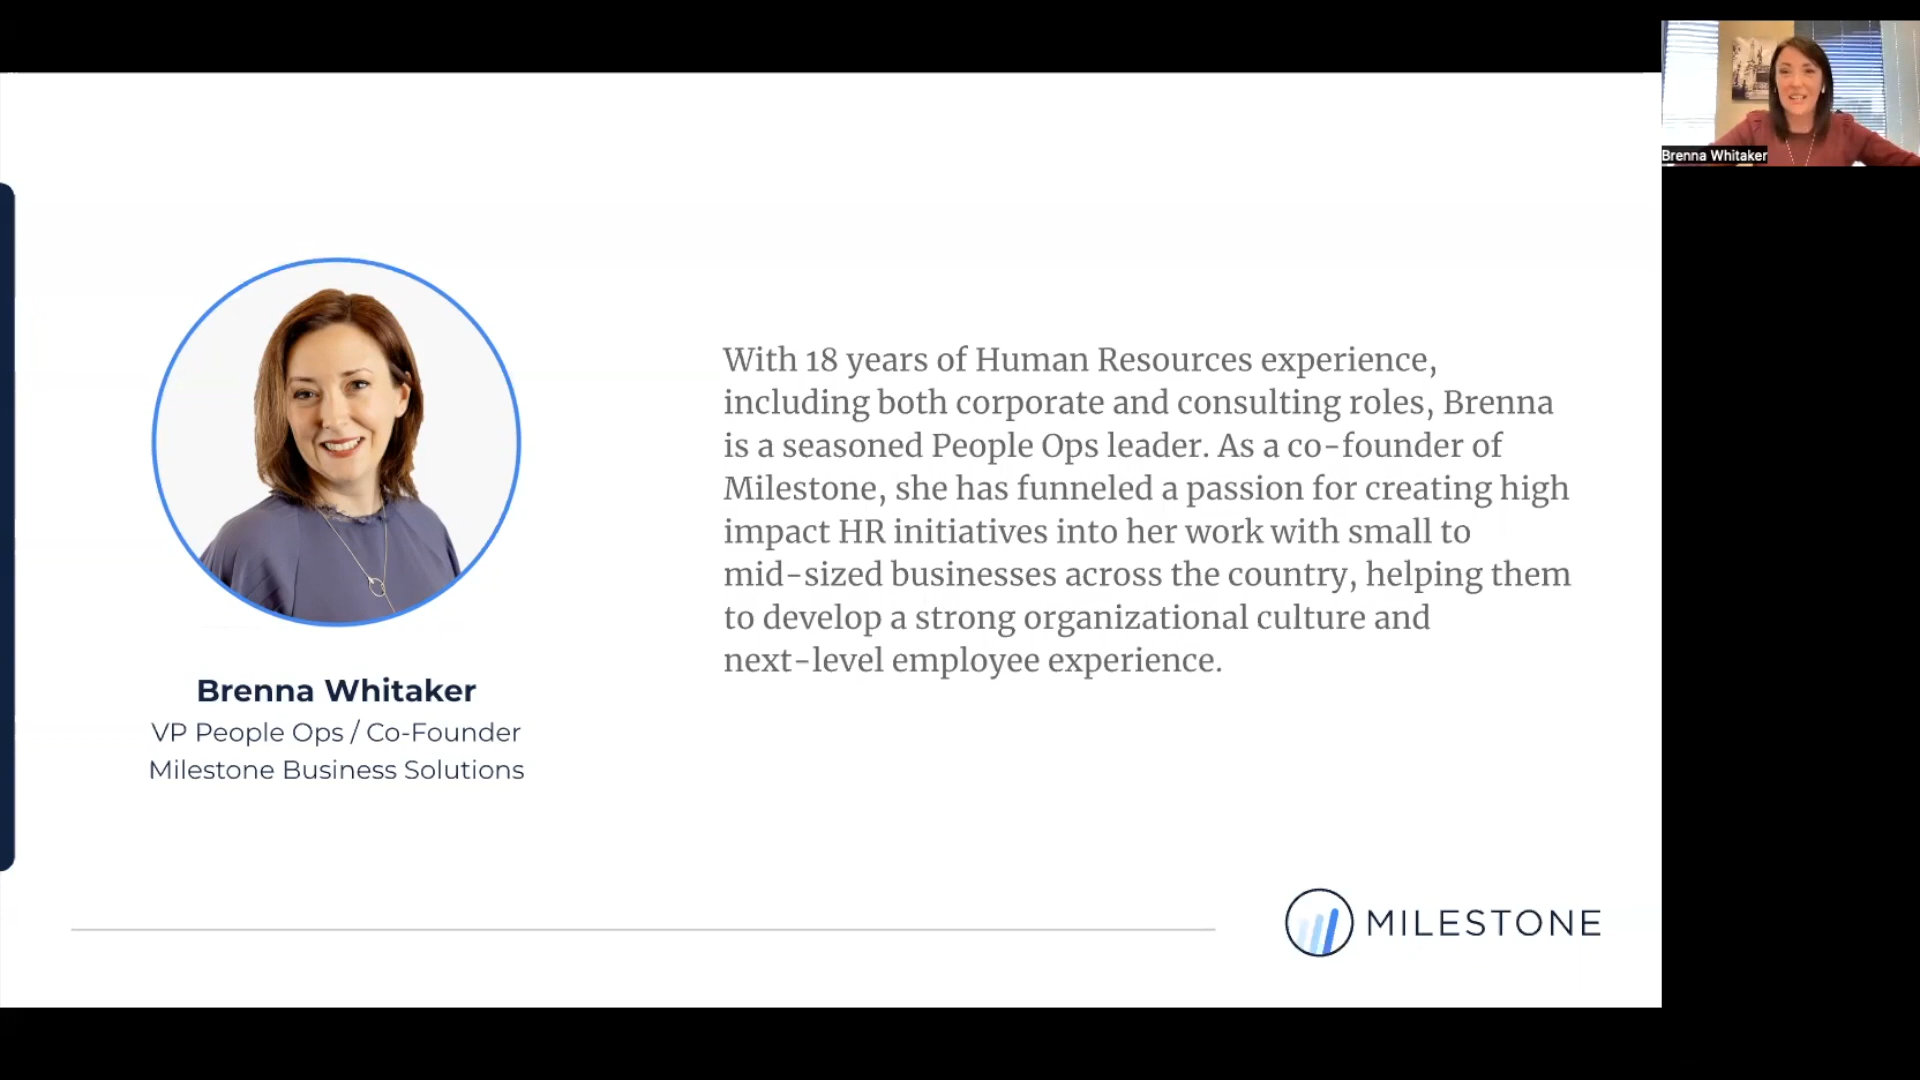 Brenna Whitaker
With 18 years of Human Resources experience,
including both corporate and consulting roles, Brenna
is a seasoned People Ops leader. As a co-founder of
Milestone, she has funneled a passion for creating high
impact HR initiatives into her work with small to
mid-sized businesses across the country, helping them
to develop a strong organizational culture and
next-level employee experience.
Brenna Whitaker
VP People Ops / Co-Founder
Milestone Business Solutions
MILESTONE